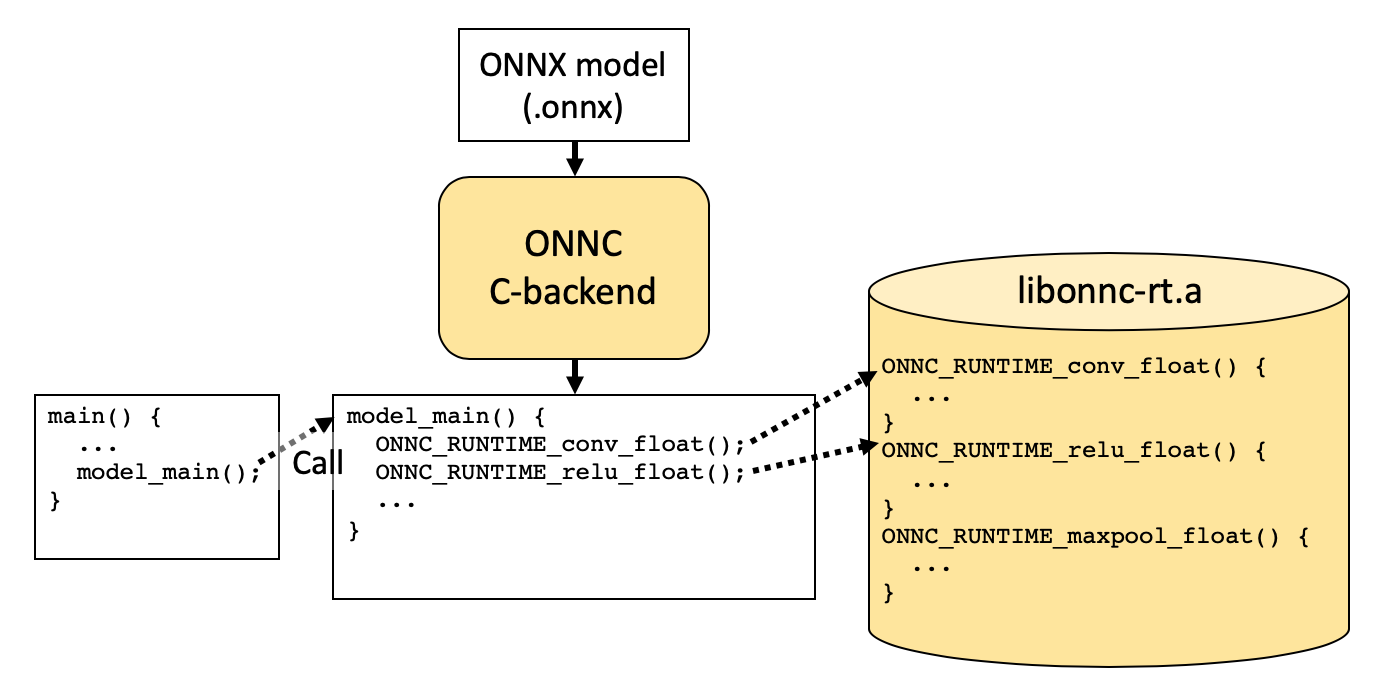 ONNX model
(.onnx)
ONNC
C-backend
libonnc-rt.a
main() {
  ...
  model_main();
}
Call
model_main() {
  ONNC_RUNTIME_conv_float();
  ONNC_RUNTIME_relu_float();
  ...
}
ONNC_RUNTIME_conv_float() {
  ...
}
ONNC_RUNTIME_relu_float() {
  ...
}
ONNC_RUNTIME_maxpool_float() {
  ...
}